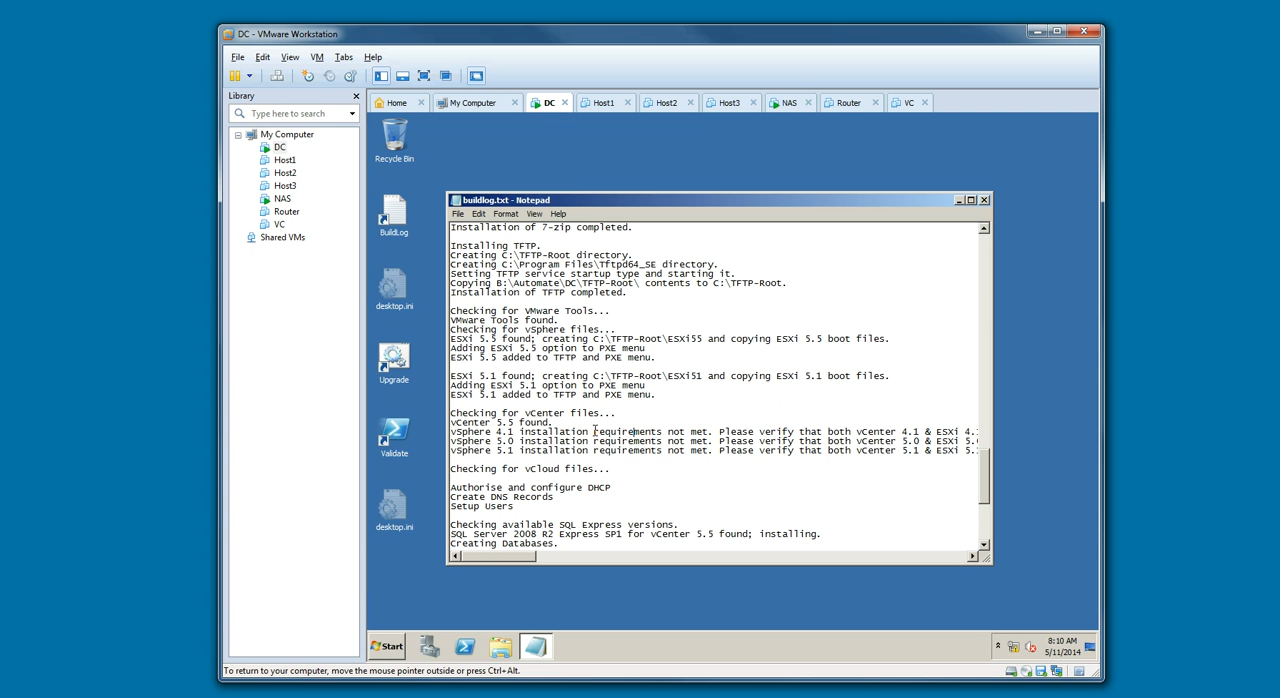 DC - VMware Workstation
File Edit View VM Tabs Help
Library
Type here to search
My Computer
DC
Host1
Host2
Host3
NAS
Router
VC
Shared VMs
Home
My Computer
DC
Host1
Host2
Host3
NAS
Router
VC
Recycle Bin
BuildLog
desktop.ini
Upgrade
Validate
desktop.ini
buildlog.txt - Notepad
File Edit Format View Help
Installation of 7-zip completed.
Installing TFTP.
Creating C:\TFTP-Root directory.
Creating C:\Program Files\Tftpd64_SE directory.
Setting TFTP service startup type and starting it.
Copying B:\Automate\DC\TFTP-Root\ contents to C:\TFTP-Root.
Installation of TFTP completed.
Checking for VMware Tools...
VMware Tools found.
Checking for vSphere files...
ESXi 5.5 found; creating C:\TFTP-Root\ESXi55 and copying ESXi 5.5 boot files.
Adding ESXi 5.5 option to PXE menu
ESXi 5.5 added to TFTP and PXE menu.
ESXi 5.1 found; creating C:\TFTP-Root\ESXi51 and copying ESXi 5.1 boot files.
Adding ESXi 5.1 option to PXE menu
ESXi 5.1 added to TFTP and PXE menu.
Checking for vCenter files...
vCenter 5.5 found.
vSphere 4.1 installation requirements not met. Please verify that both vCenter 4.1 & ESXi 4.1
vSphere 5.0 installation requirements not met. Please verify that both vCenter 5.0 & ESXi 5.
vSphere 5.1 installation requirements not met. Please verify that both vCenter 5.1 & ESXi 5.
Checking for vCloud files...
Authorise and configure DHCP
Create DNS Records
Setup Users
Checking available SQL Express versions.
SQL Server 2008 R2 Express SP1 for vCenter 5.5 found; installing.
Creating Databases.
Start
8:10 AM
5/11/2014
To return to your computer, move the mouse pointer outside or press Ctrl+Alt.